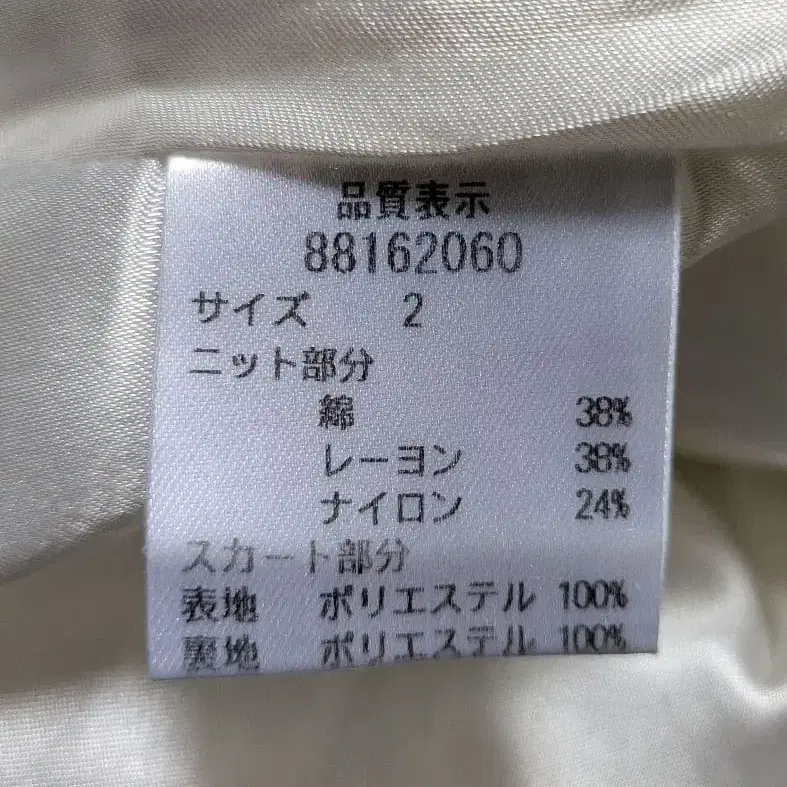 品質表示
88162060
サイズ 2
ニット部分
綿 38%
レーヨン 38%
ナイロン 24%
スカート部分
表地 ポリエステル 100%
裏地 ポリエステル 100%